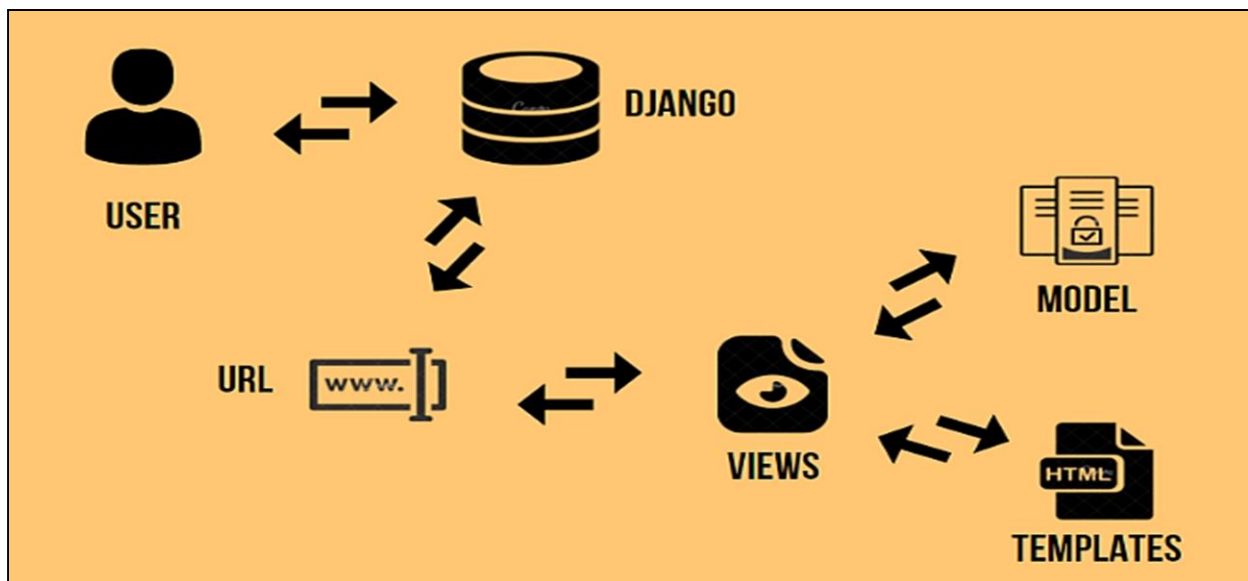 DJANGO
USER
MODEL
URL
www.
VIEWS
HTML
TEMPLATES